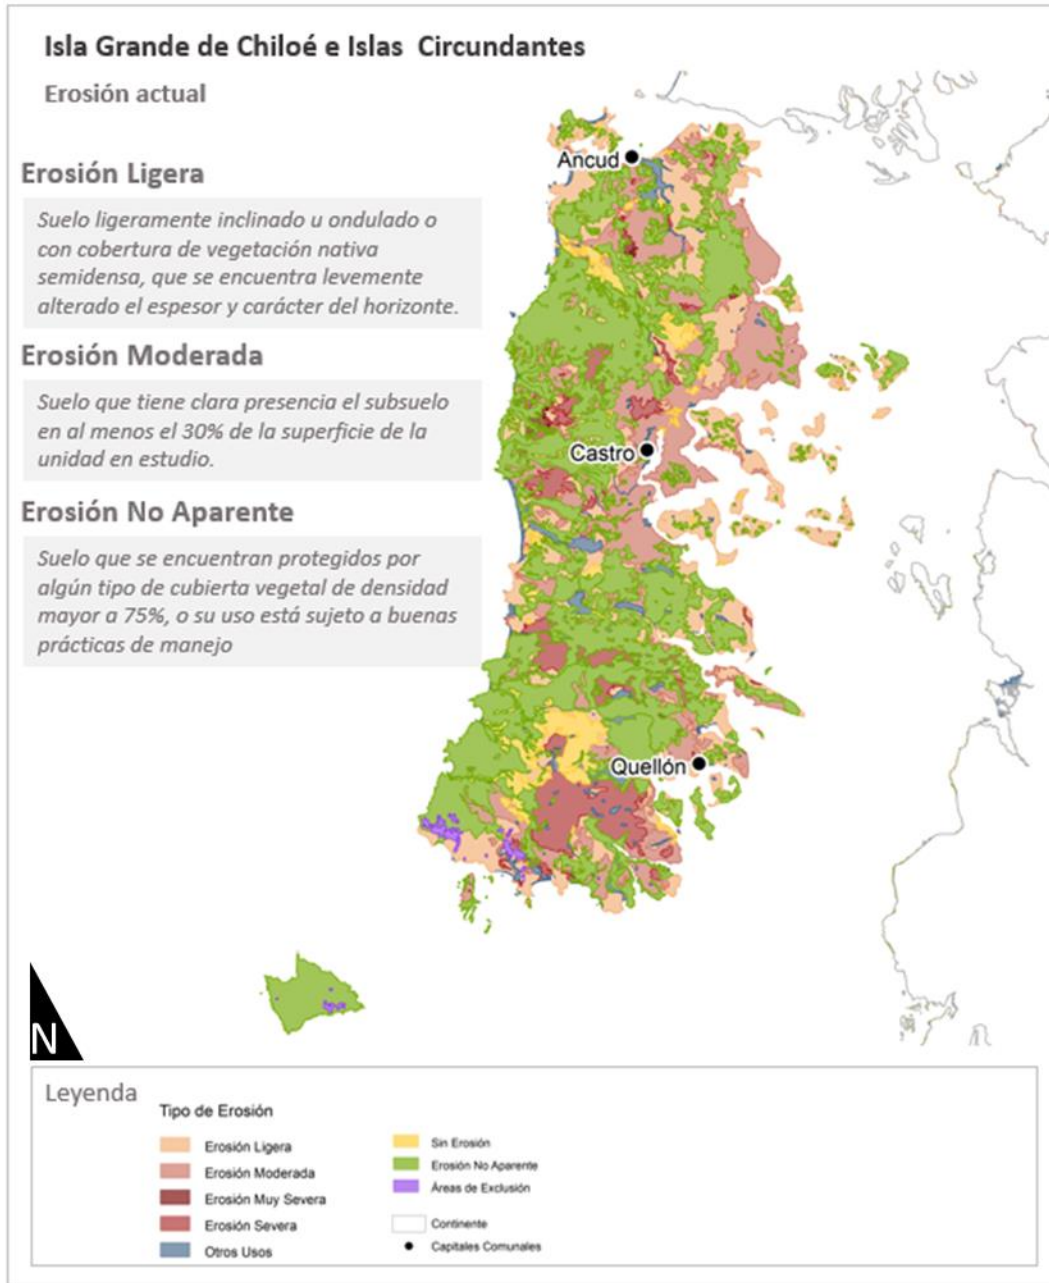 Isla Grande de Chiloé e Islas Circundantes
Erosión actual
Erosión Ligera
Suelo ligeramente inclinado u ondulado o
con cobertura de vegetación nativa
semidensa, que se encuentra levemente
alterado el espesor y carácter del horizonte.
Erosión Moderada
Suelo que tiene clara presencia el subsuelo
en al menos el 30% de la superficie de la
unidad en estudio.
Erosión No Aparente
Suelo que se encuentran protegidos por
algún tipo de cubierta vegetal de densidad
mayor a 75%, o su uso está sujeto a buenas
prácticas de manejo
Ancud
Castro
Quellón
N
Leyenda
Tipo de Erosión
Erosión Ligera
Erosión Moderada
Erosión Muy Severa
Erosión Severa
Otros Usos
Sin Erosión
Erosión No Aparente
Áreas de Exclusión
Continente
Capitales Comunales